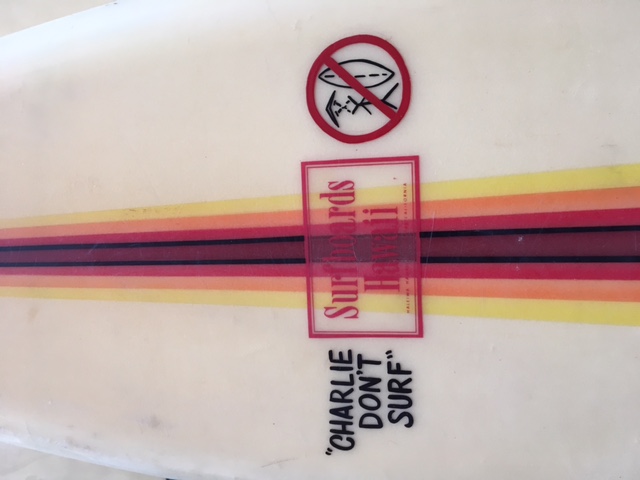 Surfboards
Hawaii
"CHARLIE
DON'T
SURF"